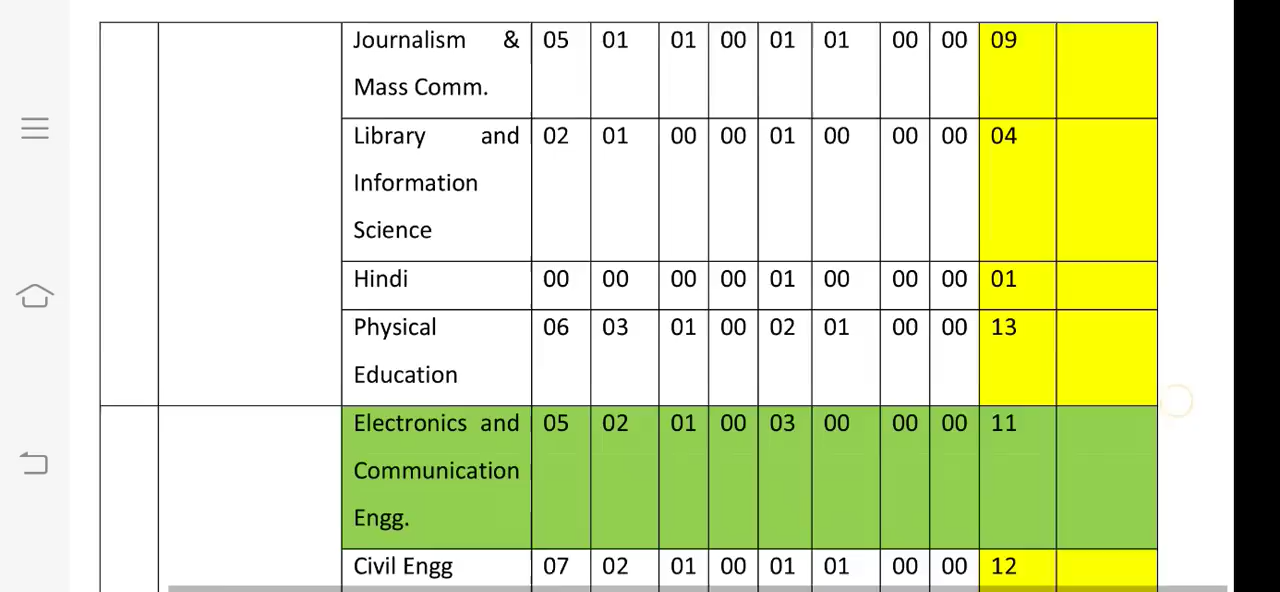 Journalism & 05 01 01 00 01 01 00 00 09
Mass Comm.
Library and 02 01 00 00 01 00 00 00 04
Information
Science
Hindi 00 00 00 00 01 00 00 00 01
Physical 06 03 01 00 02 01 00 00 13
Education
Electronics and 05 02 01 00 03 00 00 00 11
Communication
Engg.
Civil Engg 07 02 01 00 01 01 00 00 12